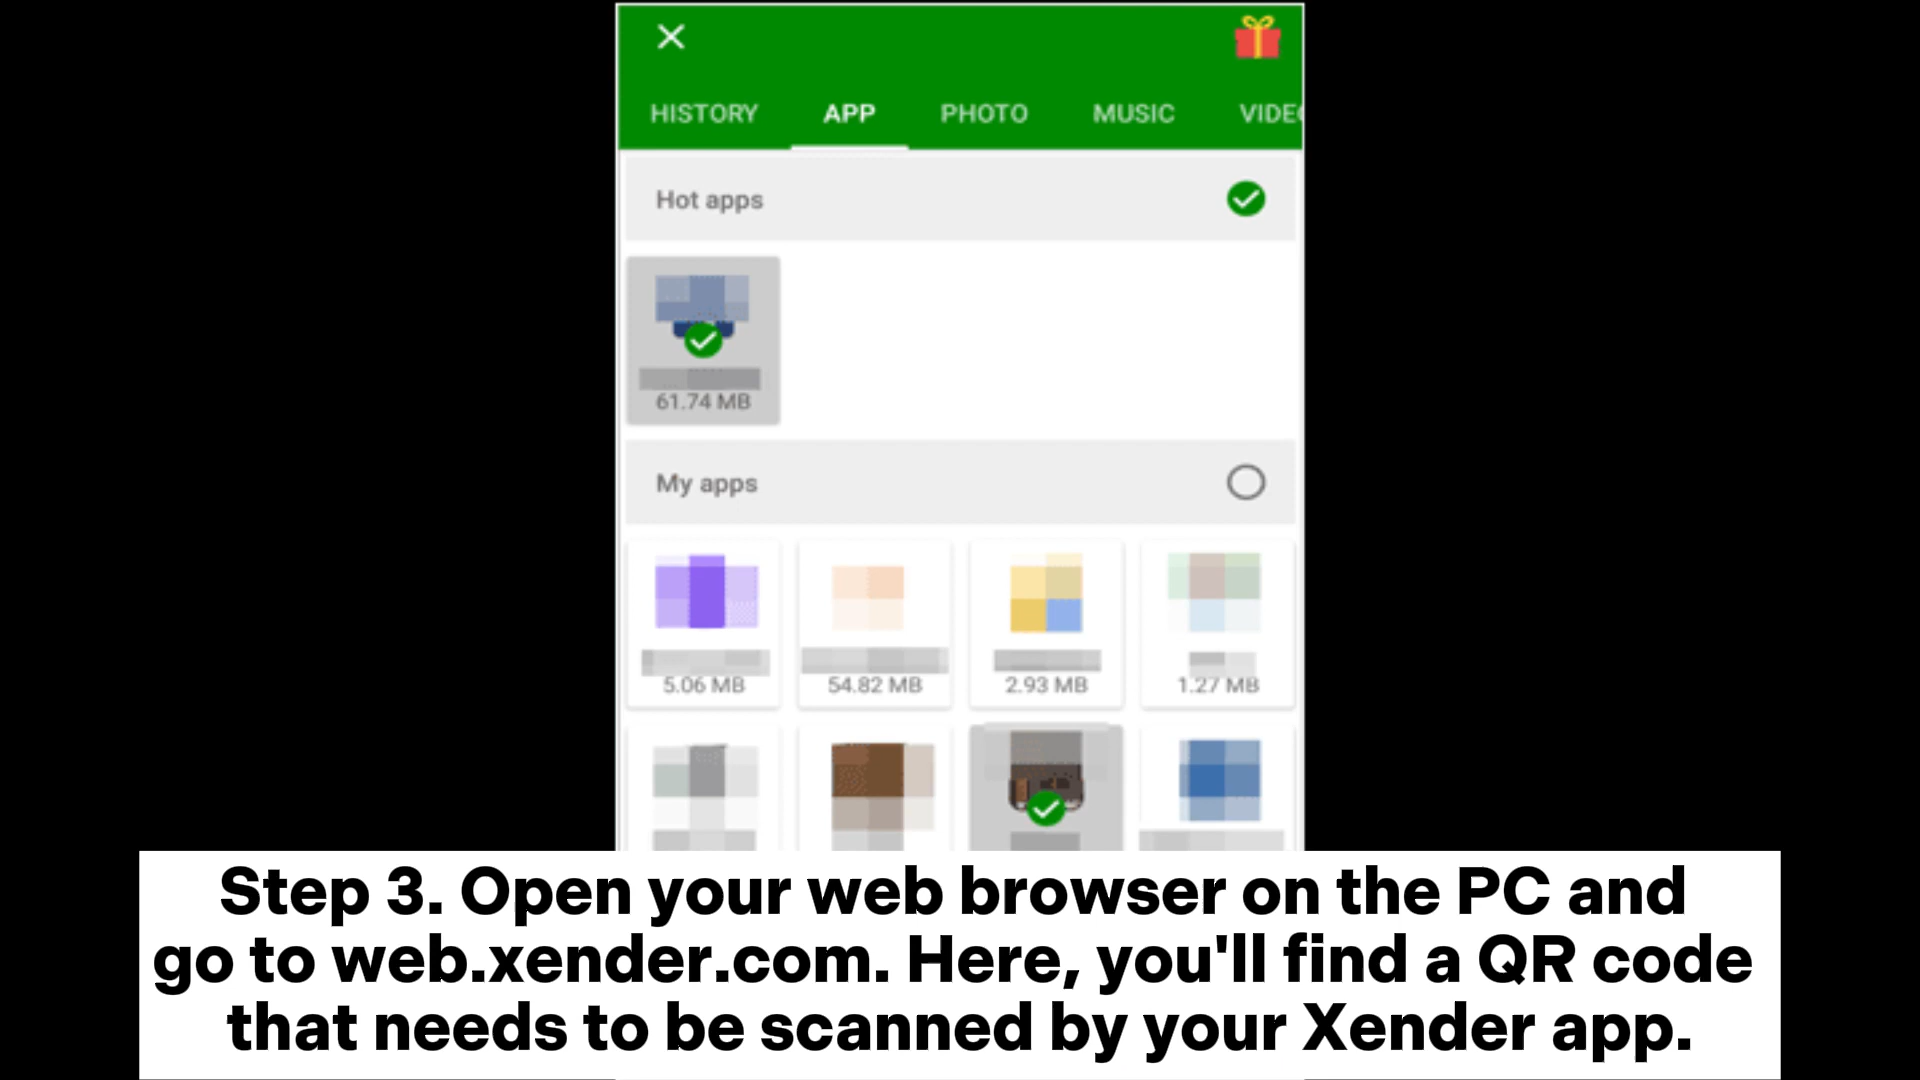 HISTORY APP PHOTO MUSIC VIDEO
Hot apps
61.74 MB
My apps
5.06 MB 54.82 MB 2.93 MB 1.27 MB
Step 3. Open your web browser on the PC and
go to web.xender.com. Here, you'll find a QR code
that needs to be scanned by your Xender app.